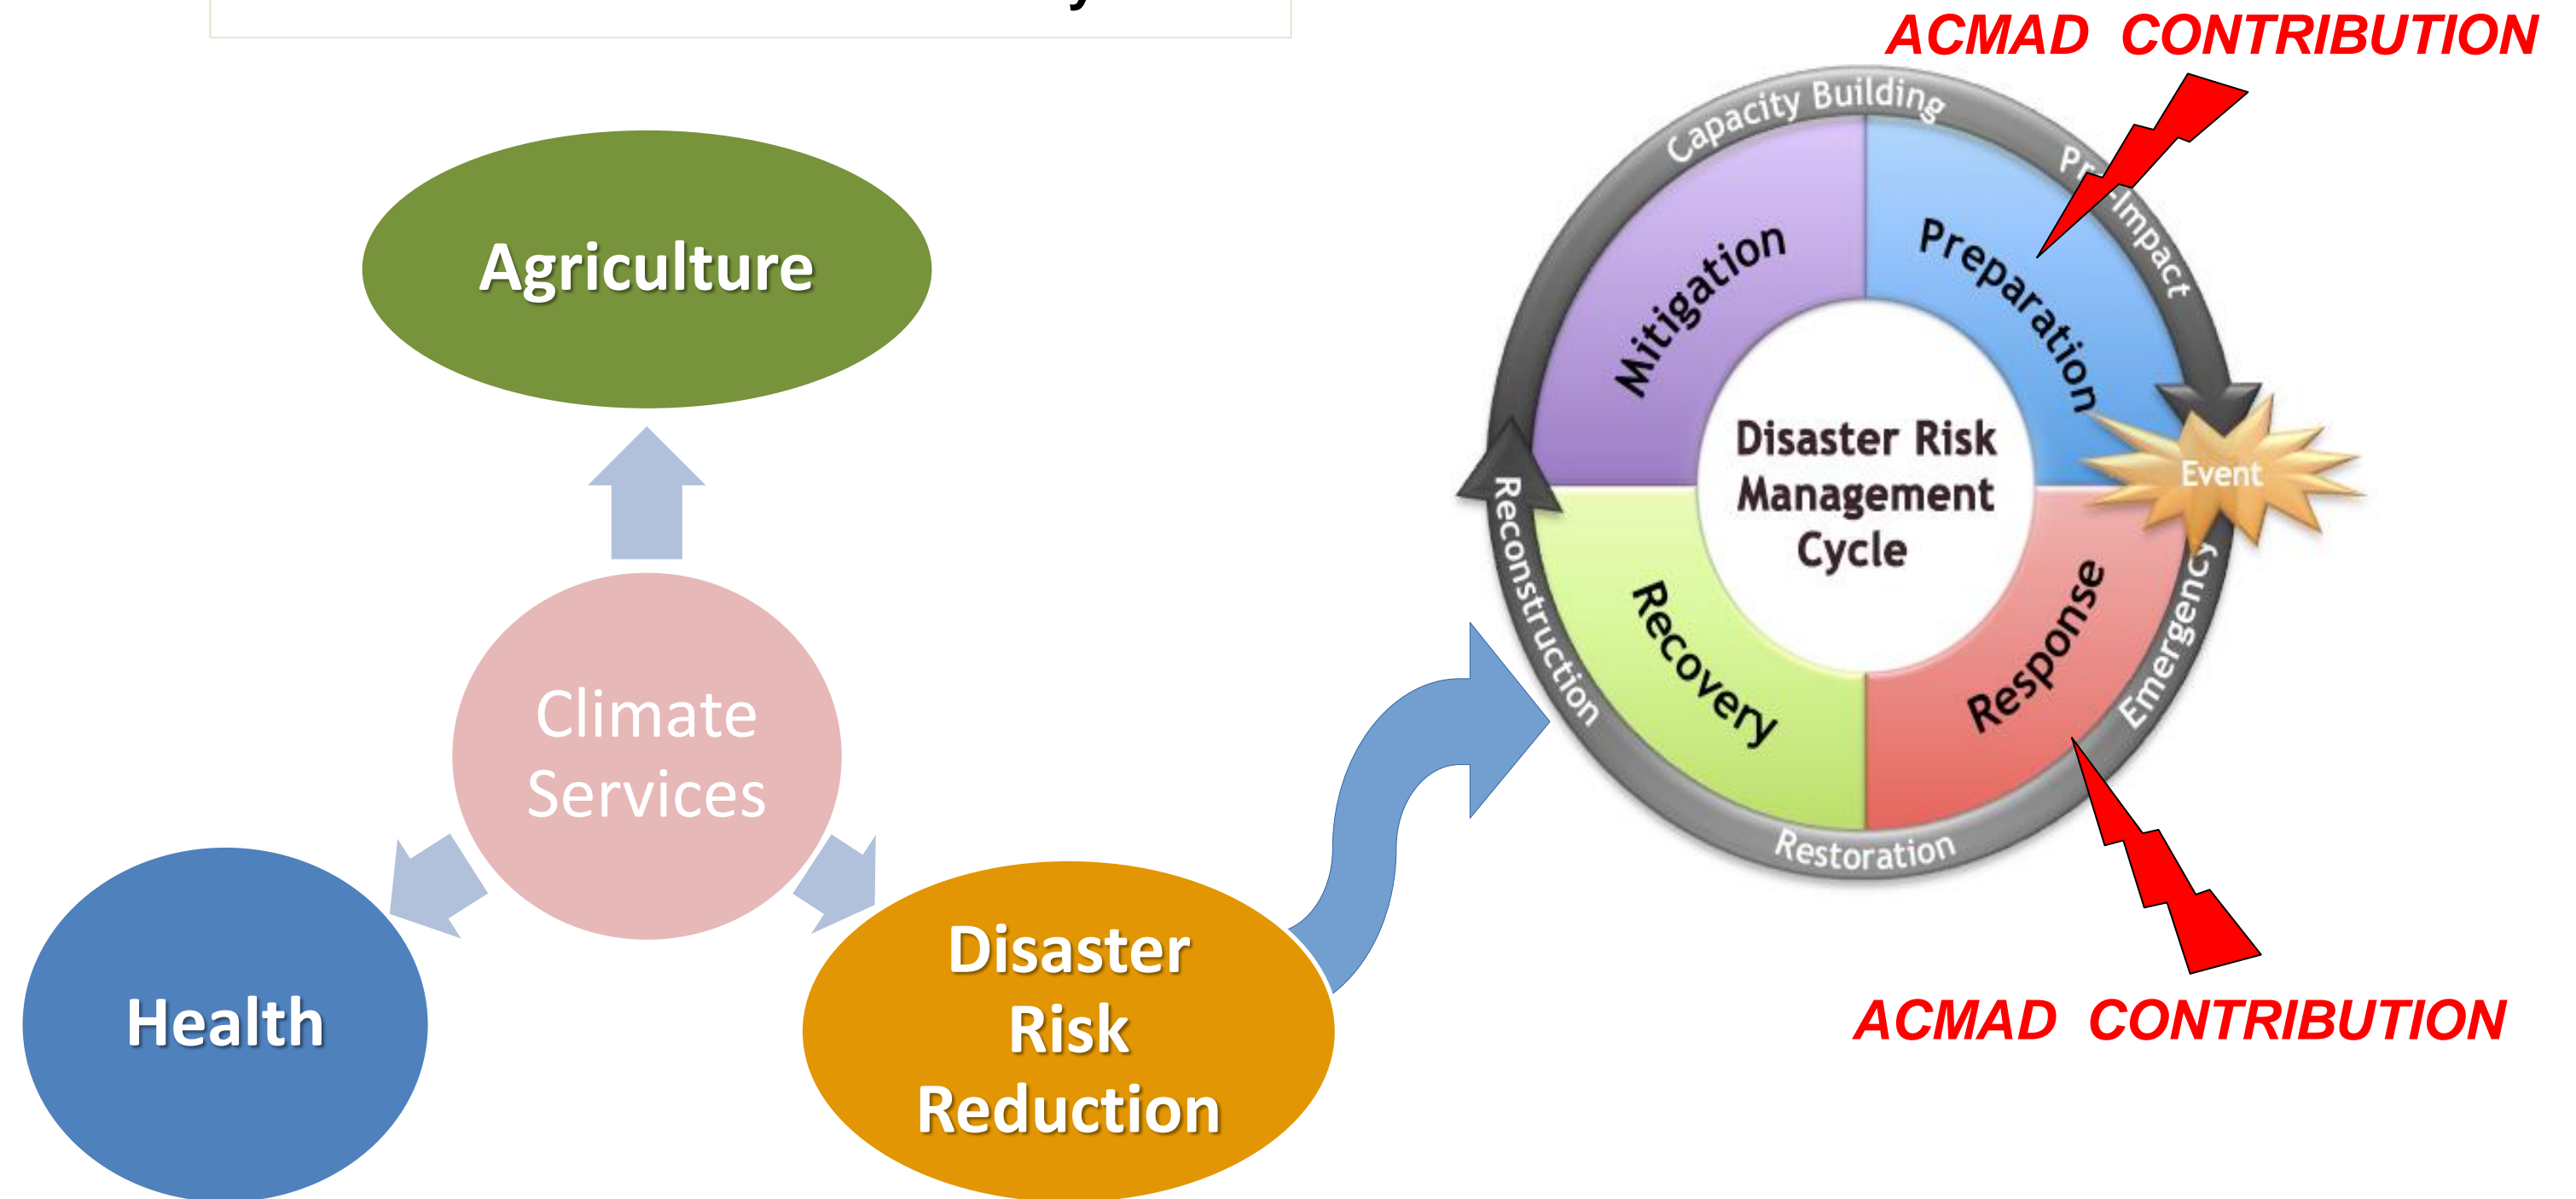 ACMAD CONTRIBUTION
Agriculture
Climate
Services
Health
Disaster
Risk
Reduction
Capacity Building
Mitigation
Preparation
Disaster Risk
Management
Cycle
Event
Reconstruction
Recovery
Response
Emergency
Restoration
ACMAD CONTRIBUTION